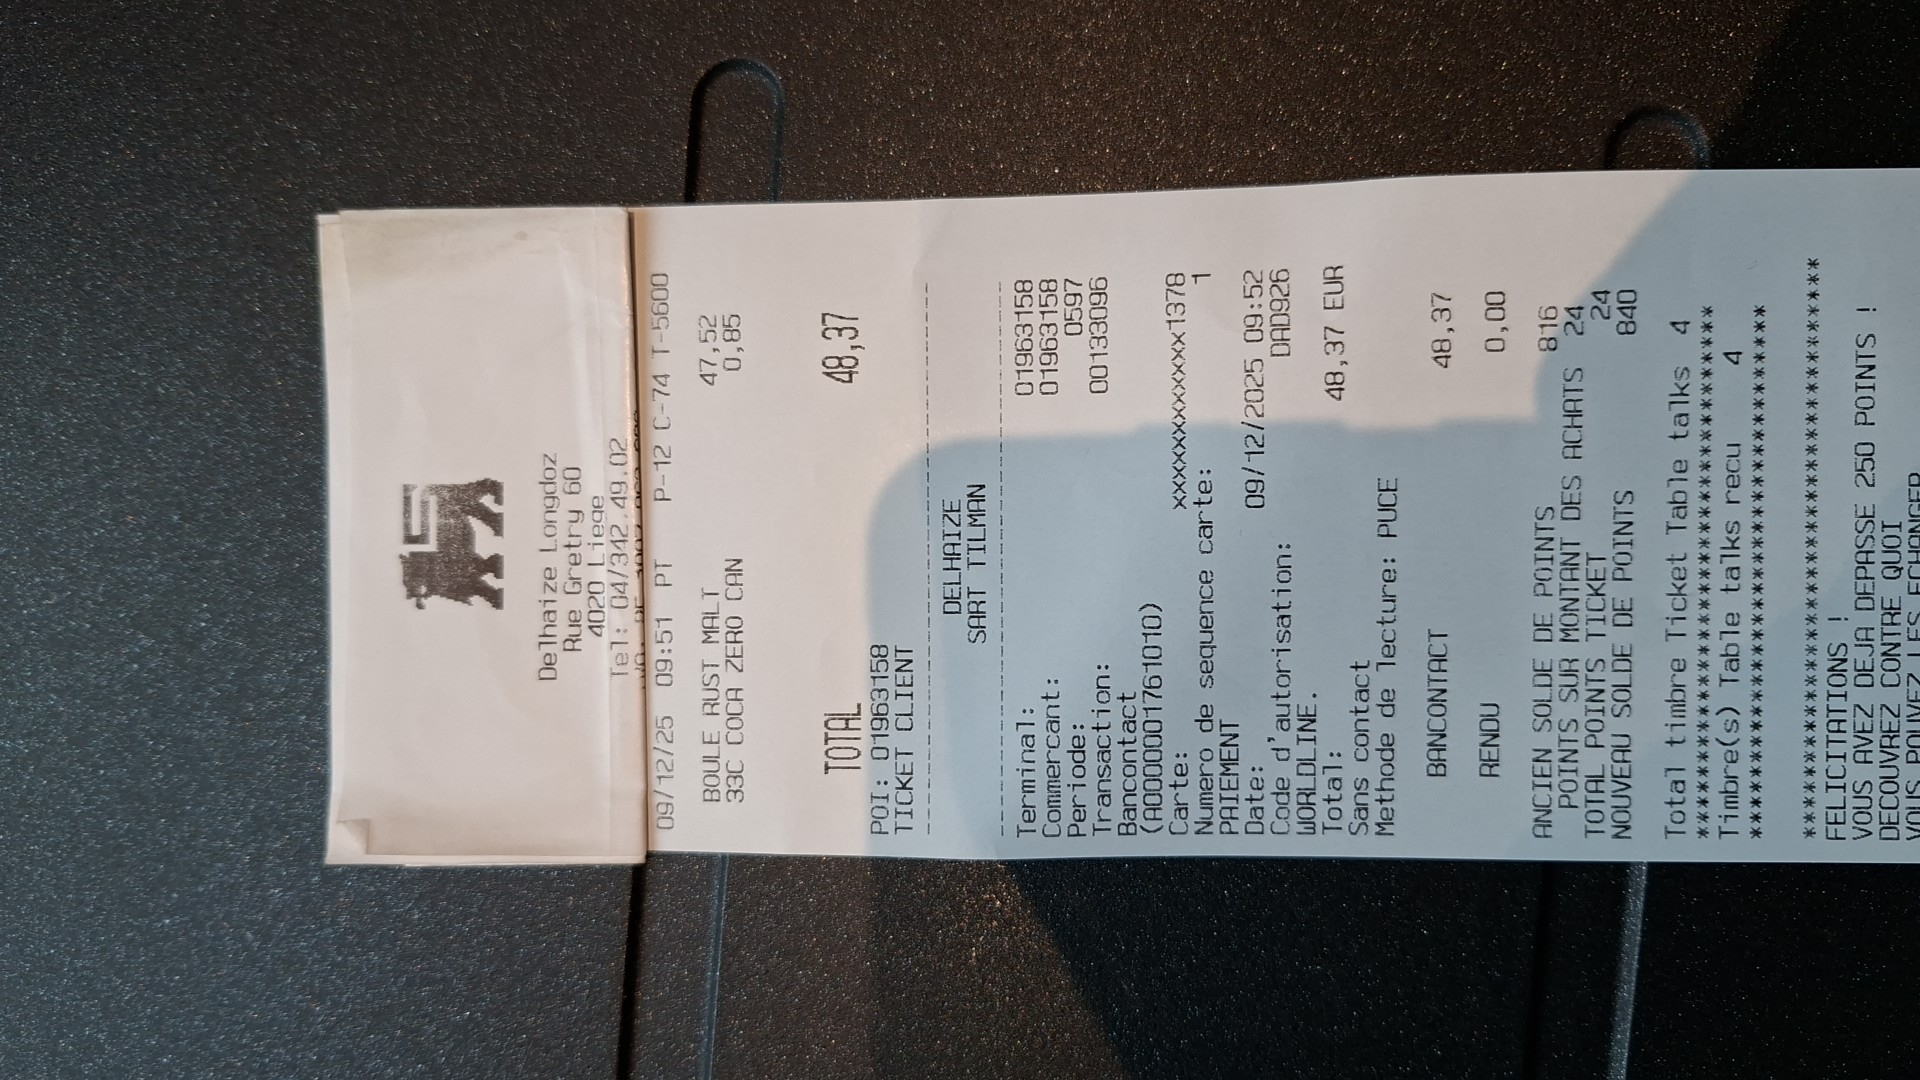 Delhaize Longdoz
Rue Gretry 60
4020 Liege
Tel: 04/342.49.02
09/12/25 09:51 PT P-12 C-74 T-5600
BOULE RUST MALT 47,52
33C COCA ZERO CAN 0,85
TOTAL 48,37
POI: 01963158
TICKET CLIENT
--------------------------------
DELHAIZE
SART TILMAN
--------------------------------
Terminal: 01963158
Commercant: 01963158
Periode: 0597
Transaction: 00133096
Bancontact
(A0000001761010)
Carte: xxxxxxxxxxxxx1378
Numero de sequence carte: 1
PAIEMENT
Date: 09/12/2025 09:52
Code d'autorisation: DAD926
WORLDLINE.
Total: 48,37 EUR
Sans contact
Methode de lecture: PUCE
BANCONTACT 48,37
RENDU 0,00
ANCIEN SOLDE DE POINTS 816
POINTS SUR MONTANT DES ACHATS 24
TOTAL POINTS TICKET 24
NOUVEAU SOLDE DE POINTS 840
Total timbre Ticket Table talks 4
**************************************
Timbre(s) Table talks recu 4
**************************************
******************************************
FELICITATIONS !
VOUS AVEZ DEJA DEPASSE 250 POINTS !
DECOUVREZ CONTRE QUOI
VOUS POUVEZ LES ECHANGER